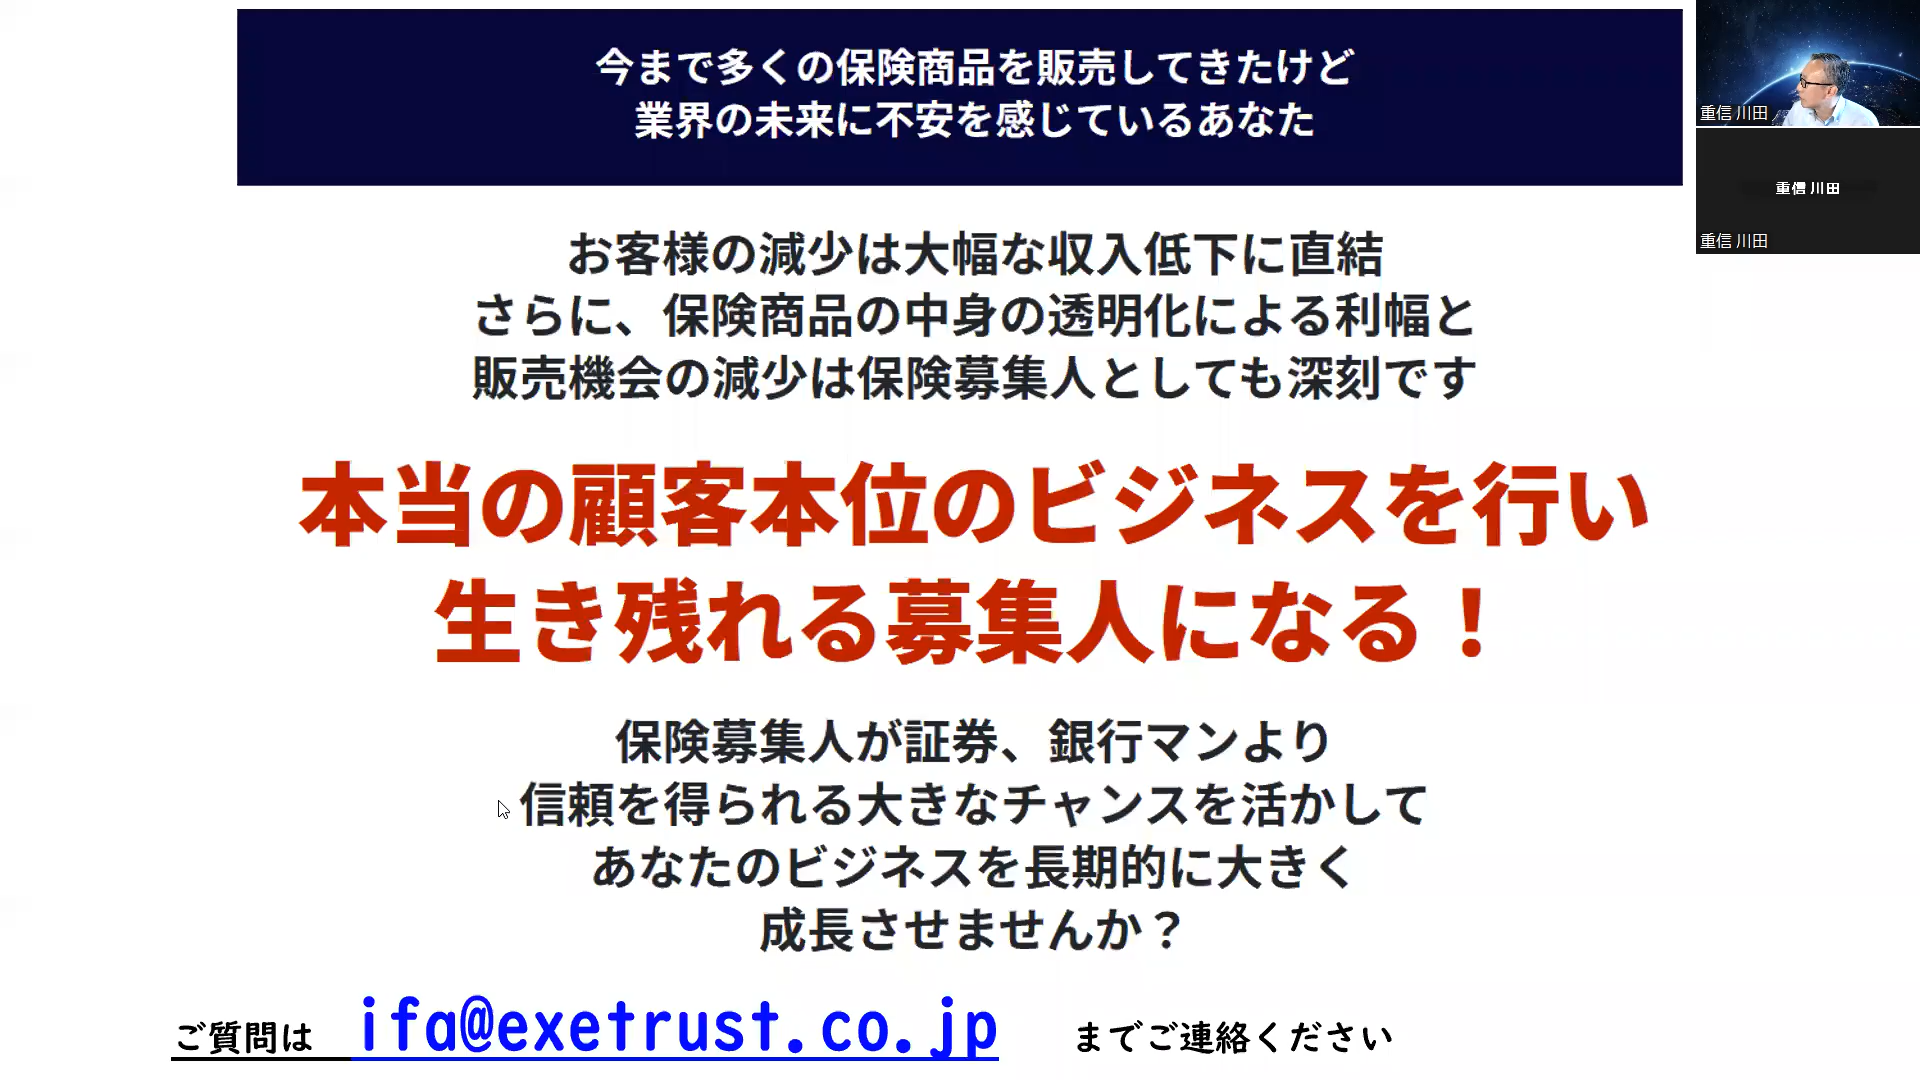 今まで多くの保険商品を販売してきたけど
業界の未来に不安を感じているあなた
お客様の減少は大幅な収入低下に直結
さらに、保険商品の中身の透明化による利幅と
販売機会の減少は保険募集人としても深刻です
本当の顧客本位のビジネスを行い
生き残れる募集人になる！
保険募集人が証券、銀行マンより
信頼を得られる大きなチャンスを活かして
あなたのビジネスを長期的に大きく
成長させませんか？
ご質問は ifa@exetrust.co.jp までご連絡ください
重信 川田
重信 川田
重信 川田